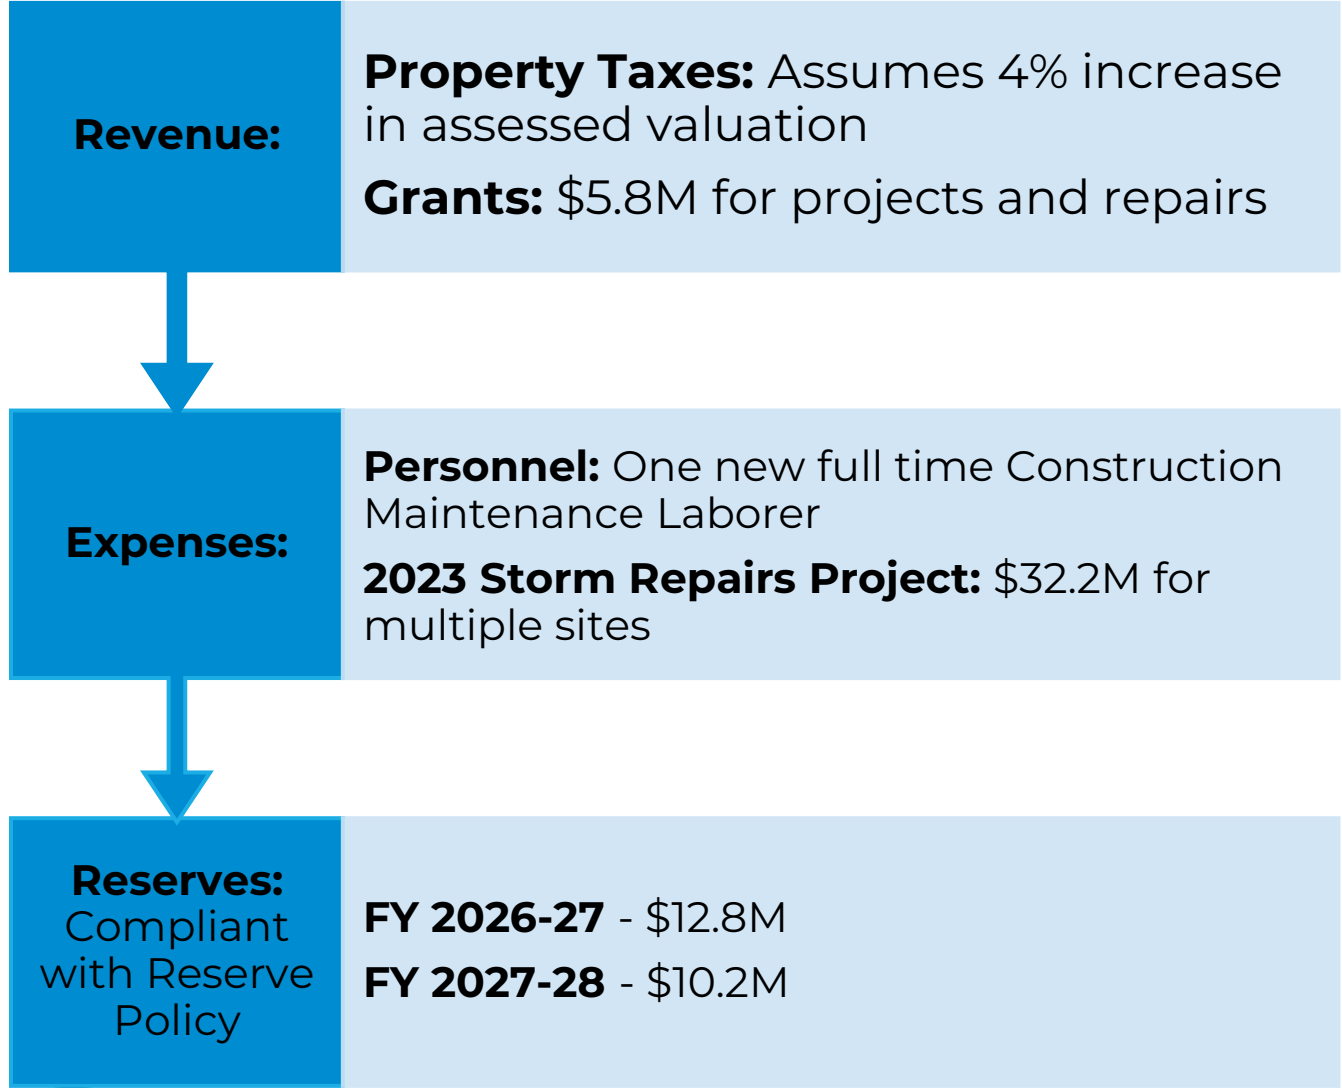 Revenue:
Property Taxes: Assumes 4% increase
in assessed valuation
Grants: $5.8M for projects and repairs
Expenses:
Personnel: One new full time Construction
Maintenance Laborer
2023 Storm Repairs Project: $32.2M for
multiple sites
Reserves:
Compliant
with Reserve
Policy
FY 2026-27 - $12.8M
FY 2027-28 - $10.2M